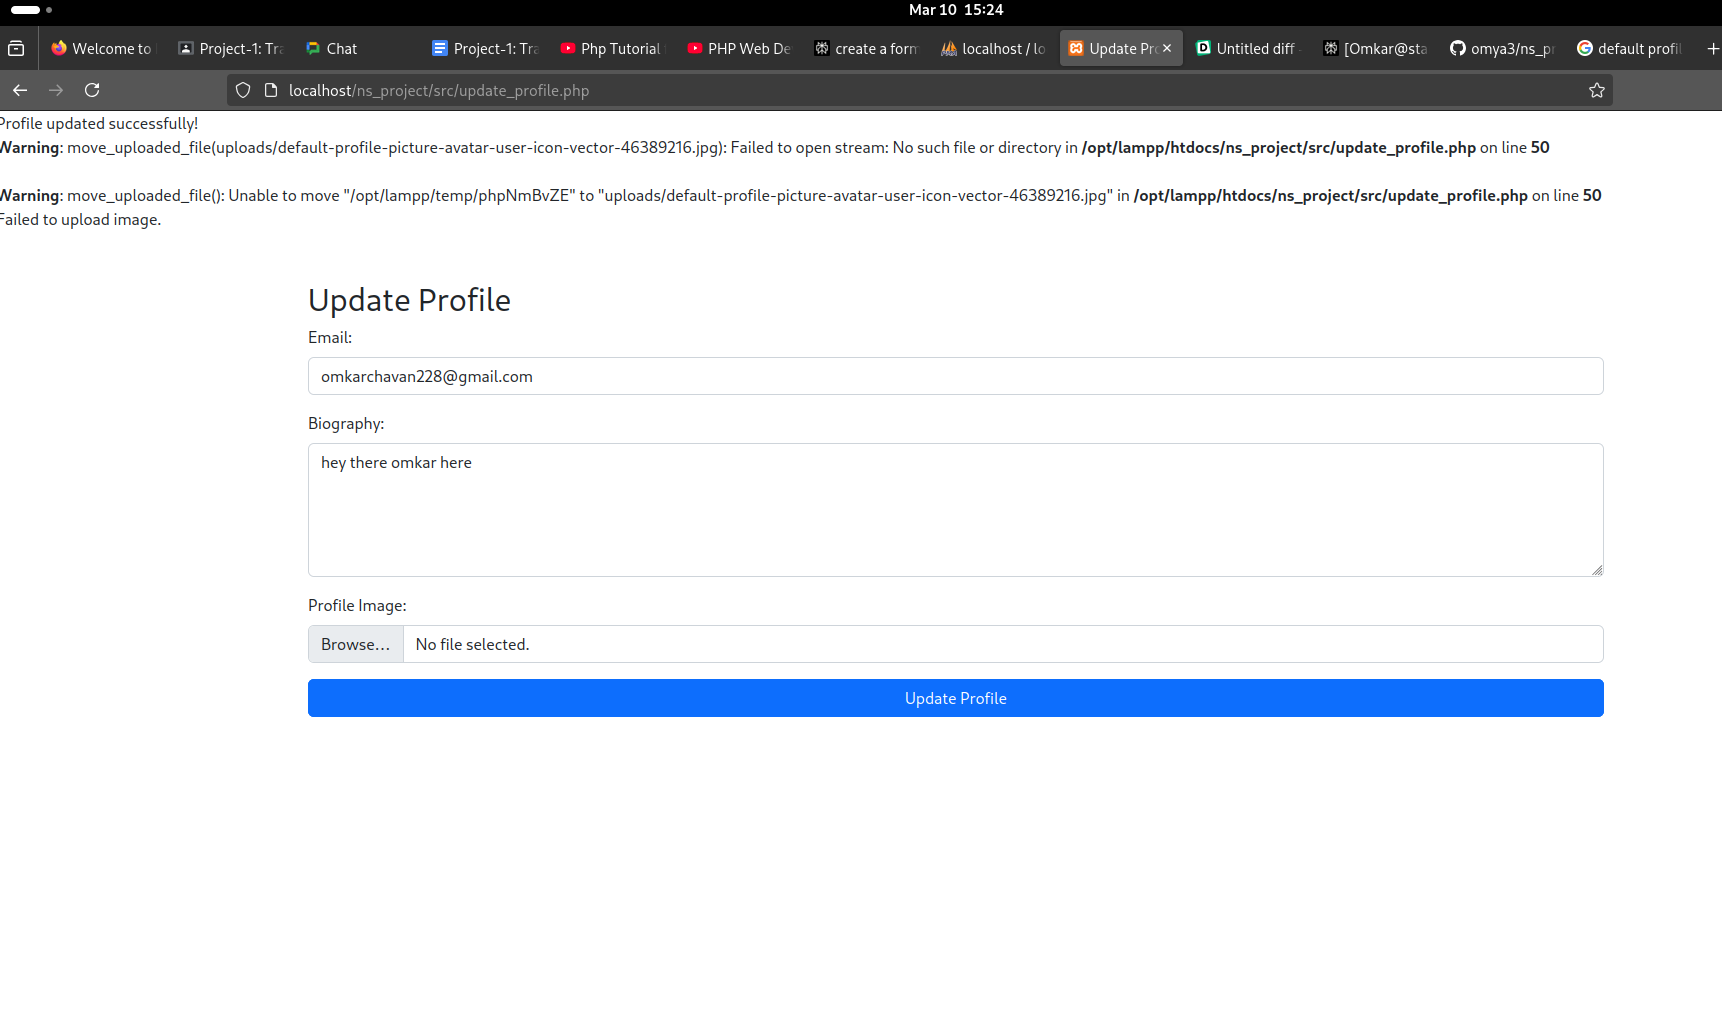 Mar 10 15:24
Welcome to
Project-1: Tra
Chat
Project-1: Tra
Php Tutorial
PHP Web De
create a form
localhost / lo
Update Pro
Untitled diff -
[Omkar@sta
omya3/ns_pr
default profil
localhost/ns_project/src/update_profile.php
Profile updated successfully!
Warning: move_uploaded_file(uploads/default-profile-picture-avatar-user-icon-vector-46389216.jpg): Failed to open stream: No such file or directory in /opt/lampp/htdocs/ns_project/src/update_profile.php on line 50
Warning: move_uploaded_file(): Unable to move "/opt/lampp/temp/phpNmBvZE" to "uploads/default-profile-picture-avatar-user-icon-vector-46389216.jpg" in /opt/lampp/htdocs/ns_project/src/update_profile.php on line 50
Failed to upload image.
Update Profile
Email:
omkarchavan228@gmail.com
Biography:
hey there omkar here
Profile Image:
Browse... No file selected.
Update Profile